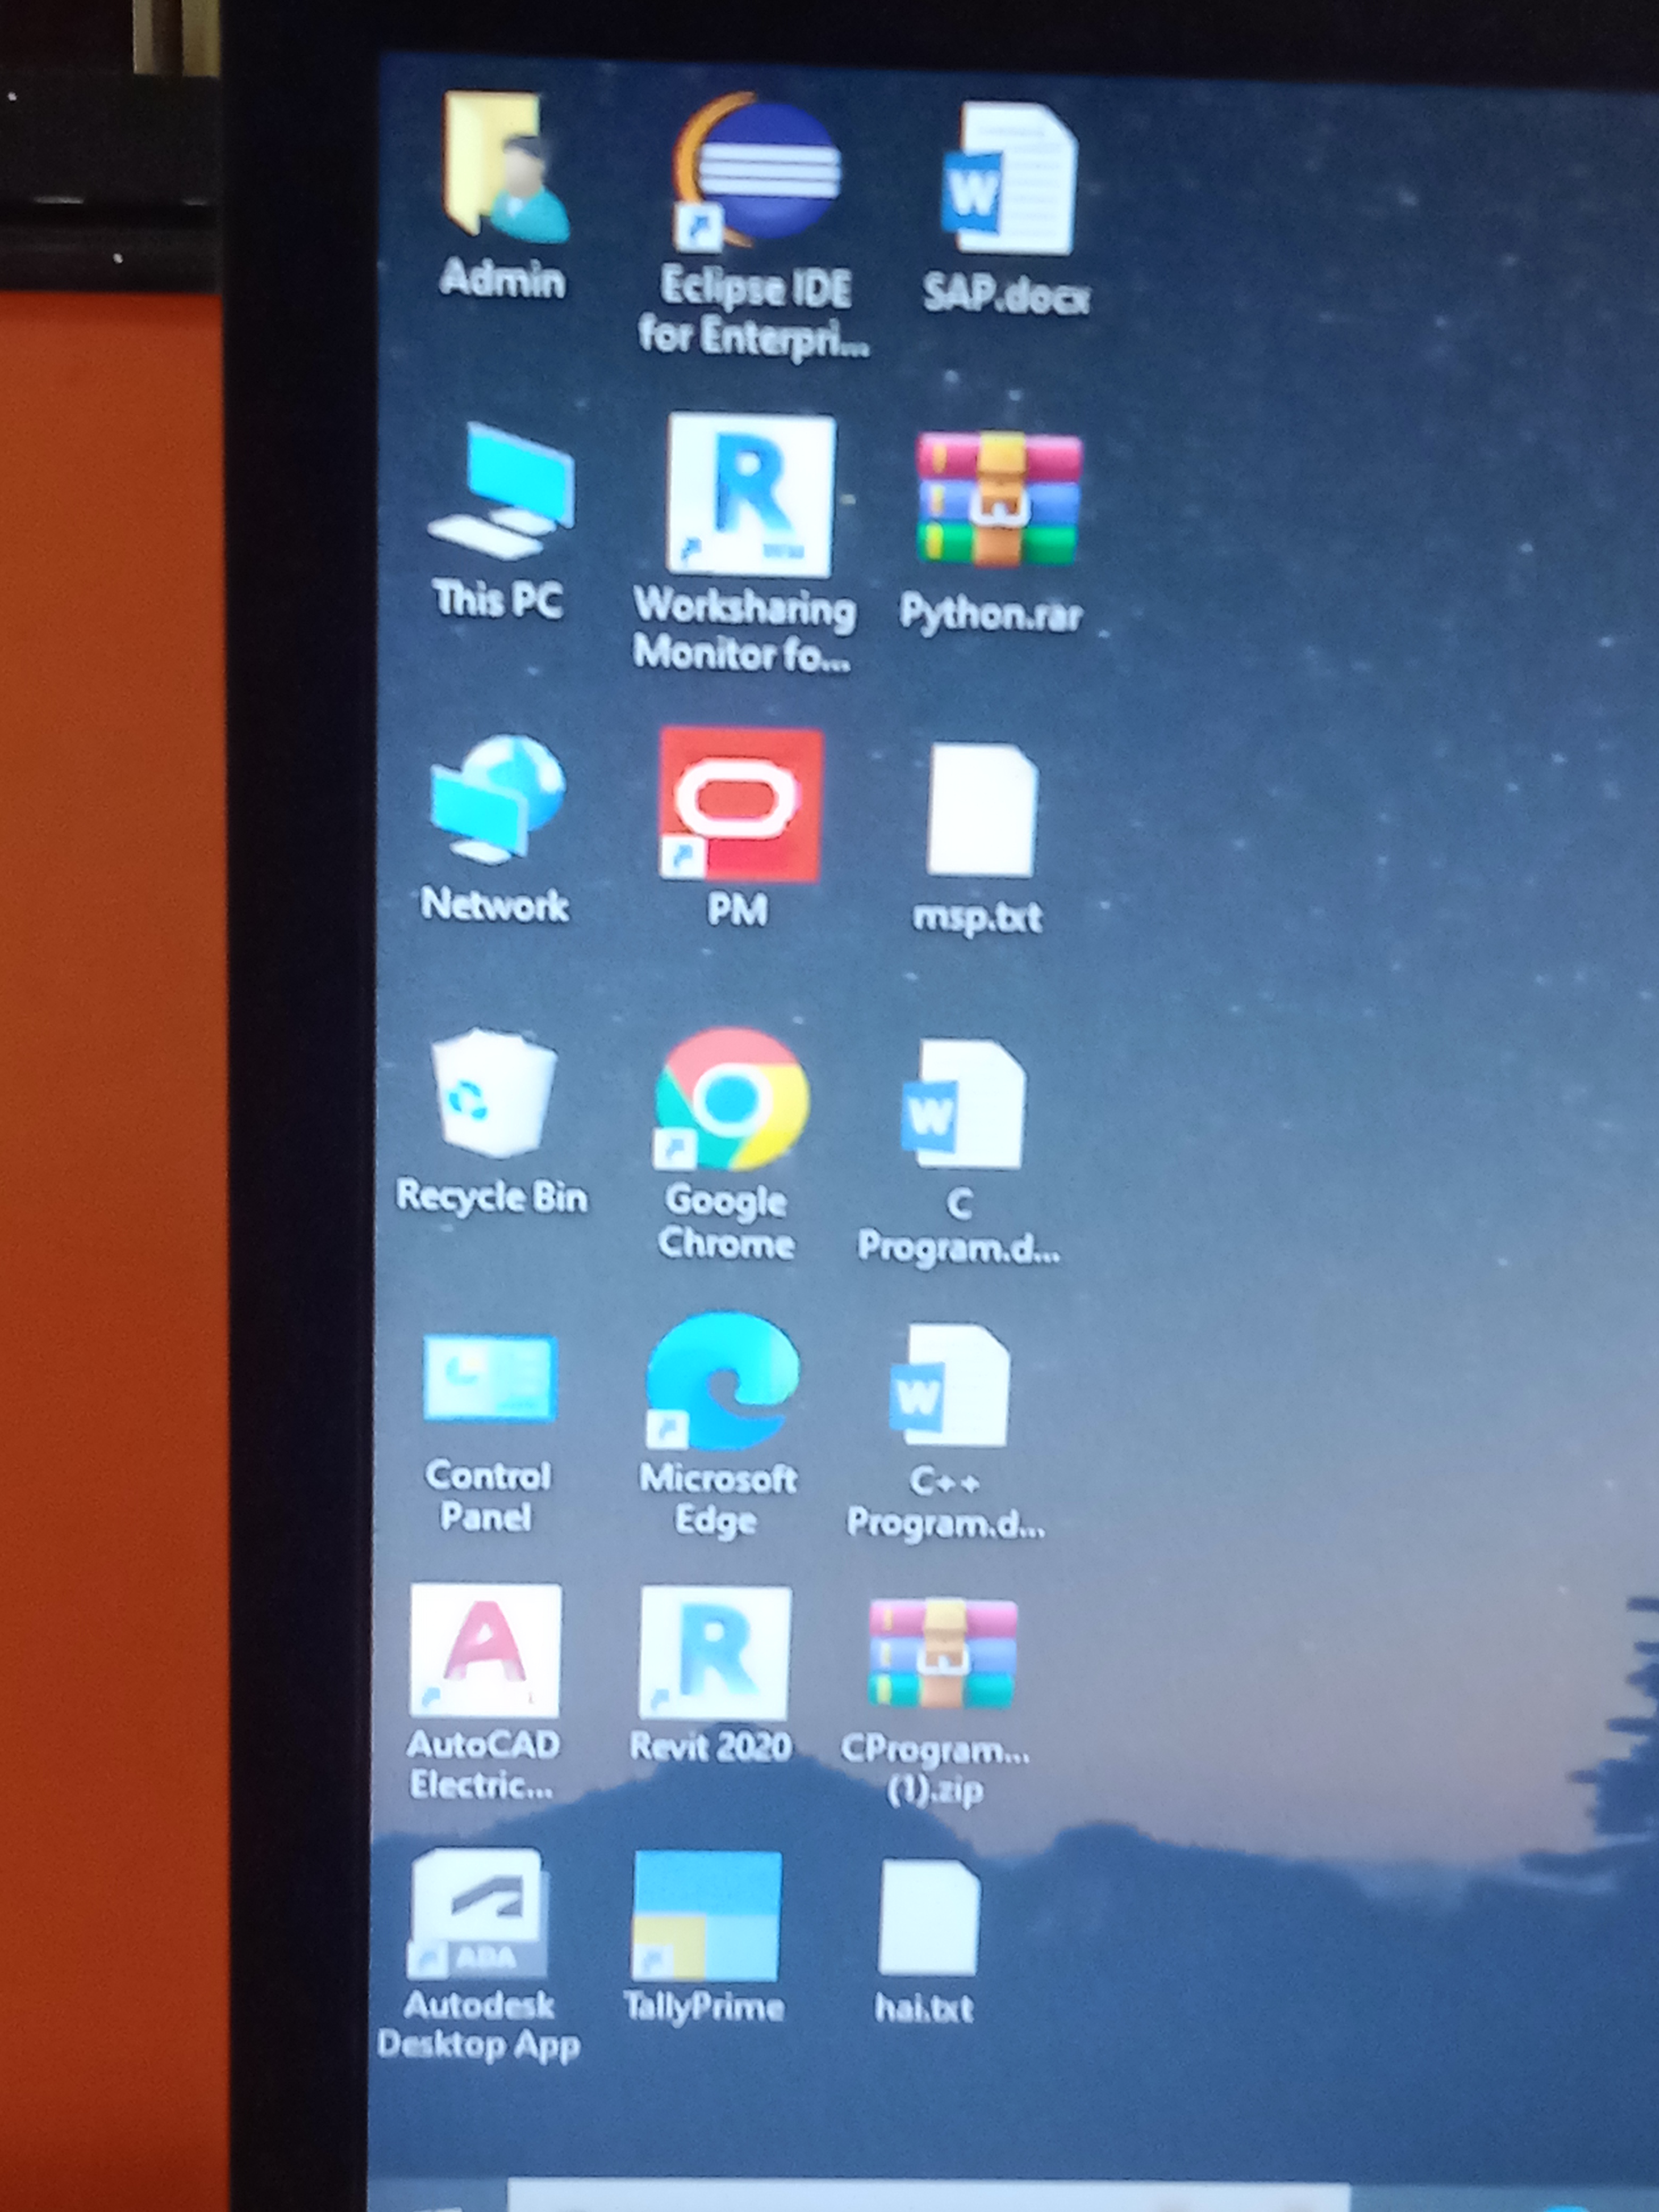 Admin
Eclipse IDE
for Enterpri...
SAP.docx
This PC
Worksharing
Monitor fo...
Python.rar
Network
PM
msp.txt
Recycle Bin
Google
Chrome
C
Program.d...
Control
Panel
Microsoft
Edge
C++
Program.d...
AutoCAD
Electric...
Revit 2020
CProgram...
(1).zip
ADA
Autodesk
Desktop App
TallyPrime
hai.txt